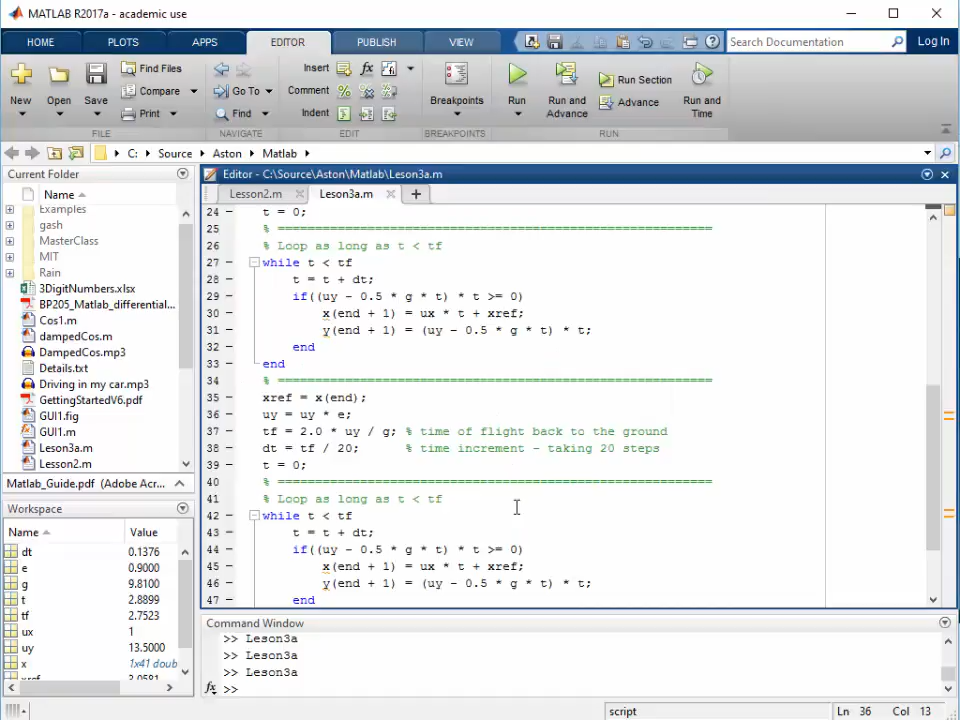 MATLAB R2017a - academic use
HOME PLOTS APPS EDITOR PUBLISH VIEW Search Documentation Log In
New Open Save Find Files Compare Print Go To Find Insert Comment Indent Breakpoints Run Run and Advance Run Section Advance Run and Time
FILE NAVIGATE EDIT BREAKPOINTS RUN
C: Source Aston Matlab
Current Folder
Name
Examples
gash
MasterClass
MIT
Rain
3DigitNumbers.xlsx
BP205_Matlab_differential...
Cos1.m
dampedCos.m
DampedCos.mp3
Details.txt
Driving in my car.mp3
GettingStartedV6.pdf
GUI1.fig
GUI1.m
Leson3a.m
Lesson2.m
Matlab_Guide.pdf (Adobe Acr...
Workspace
Name Value
dt 0.1376
e 0.9000
g 9.8100
t 2.8899
tf 2.7523
ux 1
uy 13.5000
x 1x41 doub
xref 3.0581
Editor - C:\Source\Aston\Matlab\Leson3a.m
Lesson2.m Leson3a.m
24 t = 0;
25 % ==========================================================
26 % Loop as long as t < tf
27 while t < tf
28 t = t + dt;
29 if((uy - 0.5 * g * t) * t >= 0)
30 x(end + 1) = ux * t + xref;
31 y(end + 1) = (uy - 0.5 * g * t) * t;
32 end
33 end
34 % ==========================================================
35 xref = x(end);
36 uy = uy * e;
37 tf = 2.0 * uy / g; % time of flight back to the ground
38 dt = tf / 20; % time increment - taking 20 steps
39 t = 0;
40 % ==========================================================
41 % Loop as long as t < tf
42 while t < tf
43 t = t + dt;
44 if((uy - 0.5 * g * t) * t >= 0)
45 x(end + 1) = ux * t + xref;
46 y(end + 1) = (uy - 0.5 * g * t) * t;
47 end
Command Window
>> Leson3a
>> Leson3a
>> Leson3a
fx >>
script Ln 36 Col 13